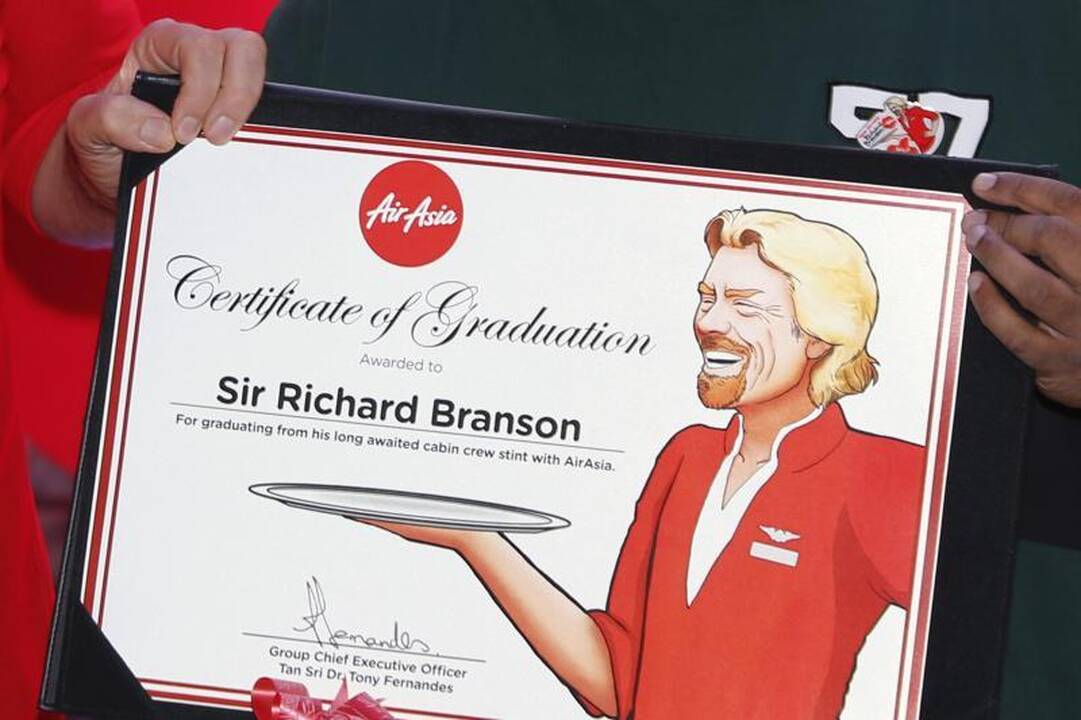 AirAsia
Certificate of Graduation
Awarded to
Sir Richard Branson
For graduating from his long awaited cabin crew stint with AirAsia.
Fernandes
Group Chief Executive Officer
Tan Sri Dr. Tony Fernandes